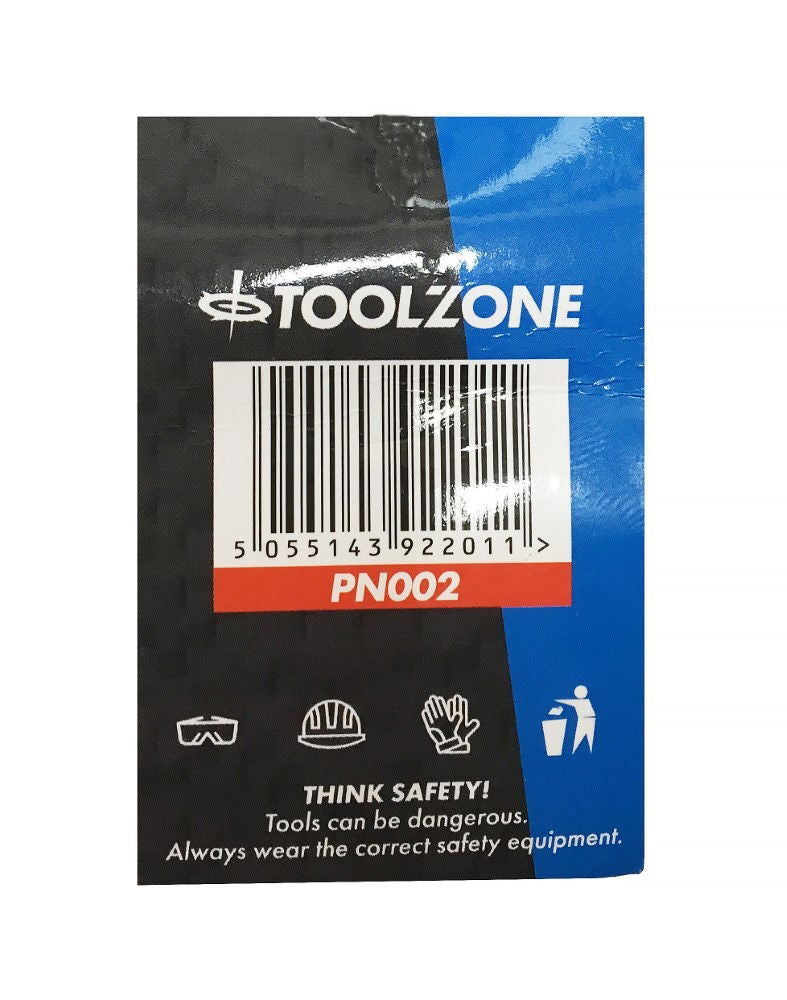 TOOLZONE
5 055143 922011 >
PN002
THINK SAFETY!
Tools can be dangerous.
Always wear the correct safety equipment.